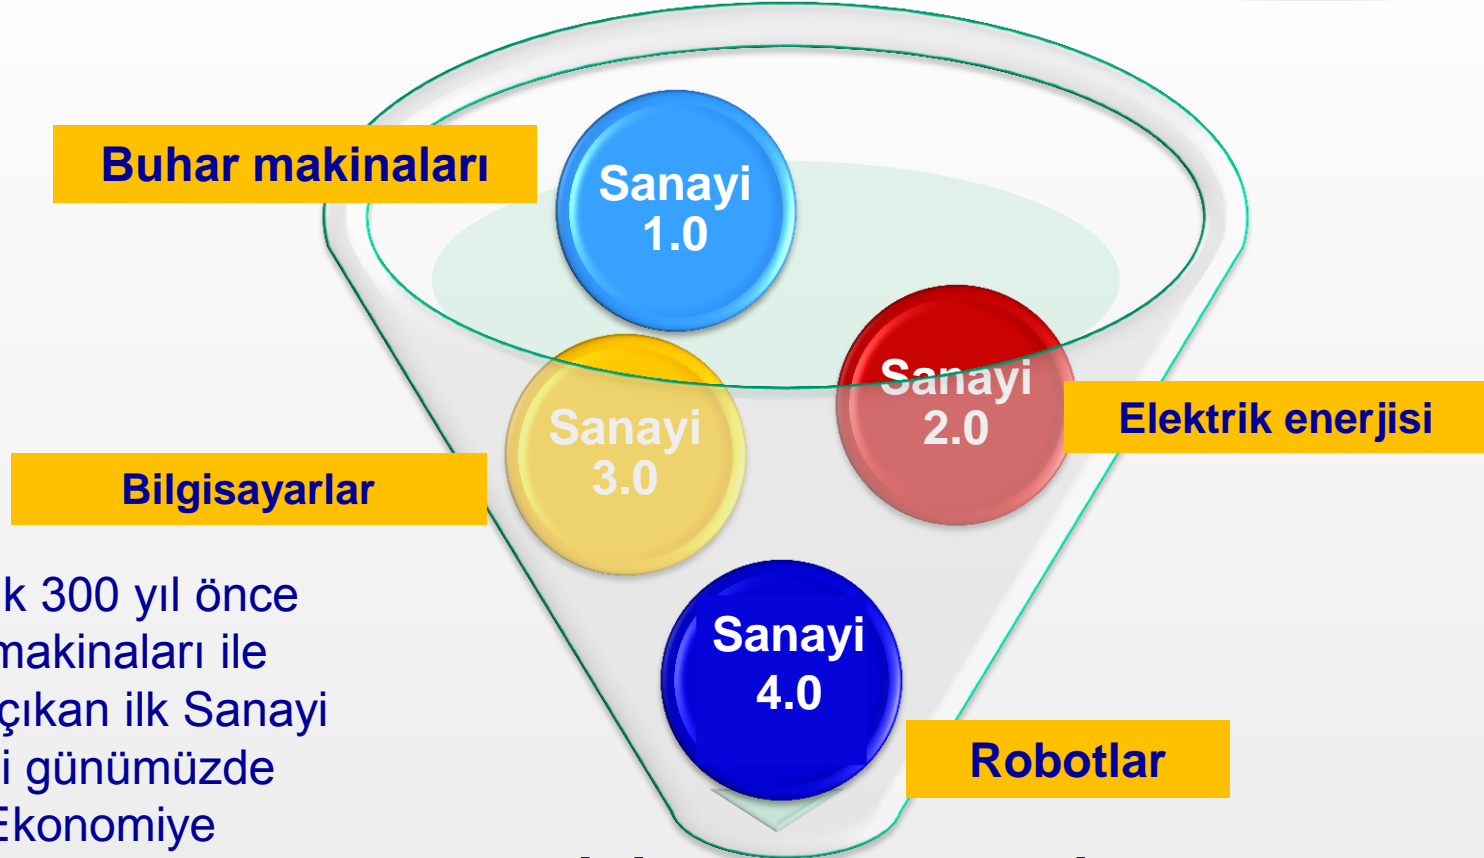 Buhar makinaları
Sanayi
1.0
Sanayi
2.0
Elektrik enerjisi
Sanayi
3.0
Bilgisayarlar
Sanayi
4.0
Robotlar
300 yıl önce
makinaları ile
çıkan ilk Sanayi
günümüzde
Ekonomiye